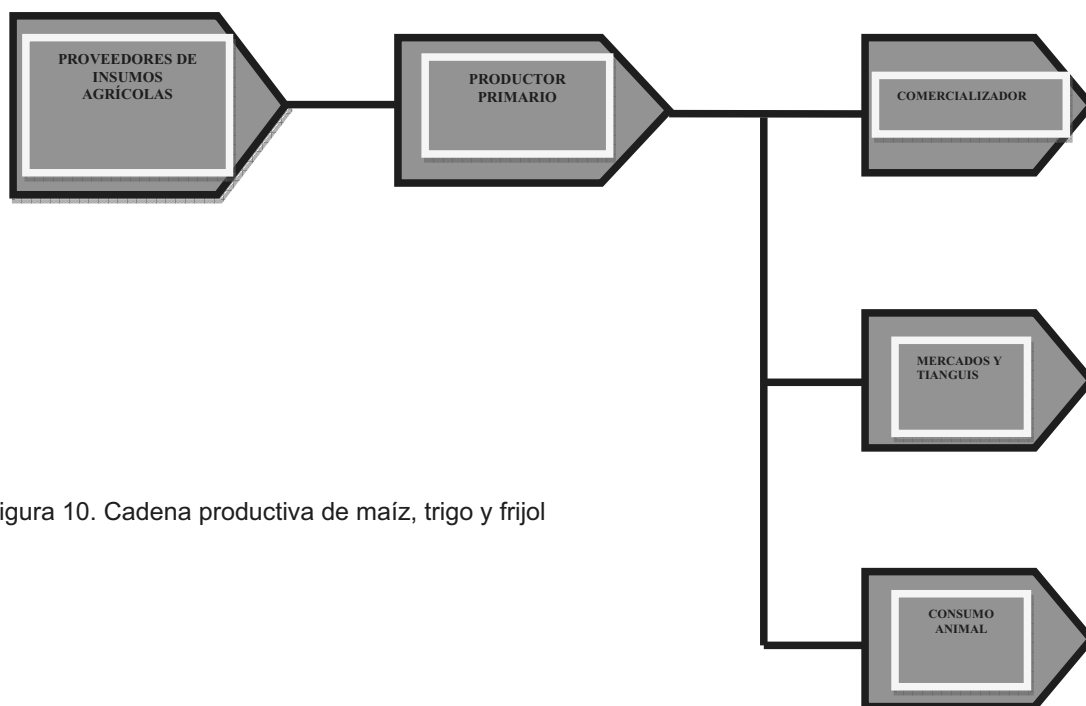 PROVEEDORES DE
INSUMOS
AGRÍCOLAS
PRODUCTOR
PRIMARIO
COMERCIALIZADOR
MERCADOS Y
TIANGUIS
igura 10. Cadena productiva de maíz, trigo y frijol
CONSUMO
ANIMAL